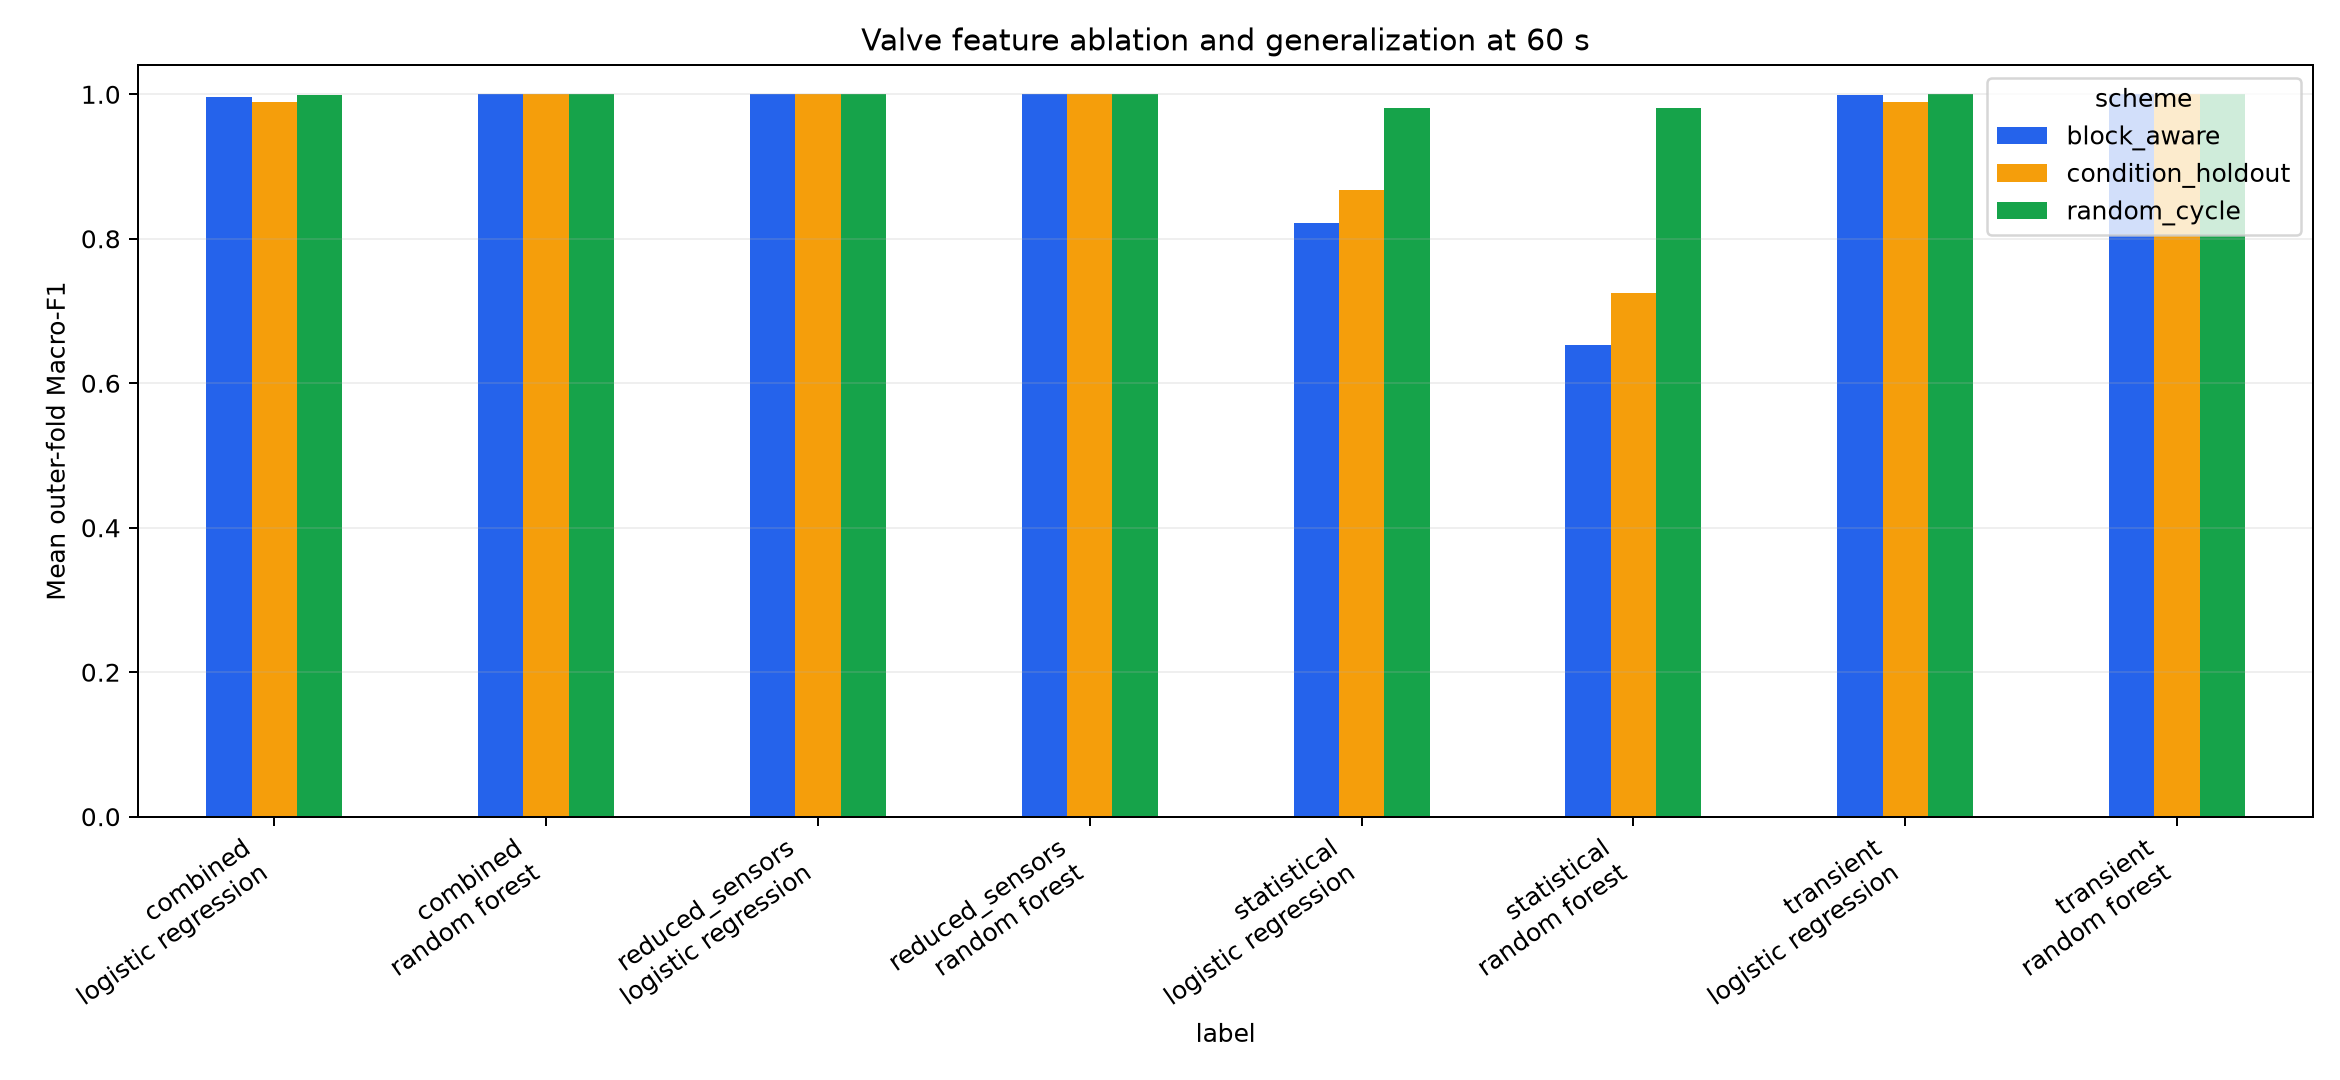 Valve feature ablation and generalization at 60 s
Mean outer-fold Macro-F1
1.0
0.8
0.6
0.4
0.2
0.0
scheme
block_aware
condition_holdout
random_cycle
combined
logistic regression
combined
random forest
reduced_sensors
logistic regression
reduced_sensors
random forest
statistical
logistic regression
statistical
random forest
transient
logistic regression
transient
random forest
label